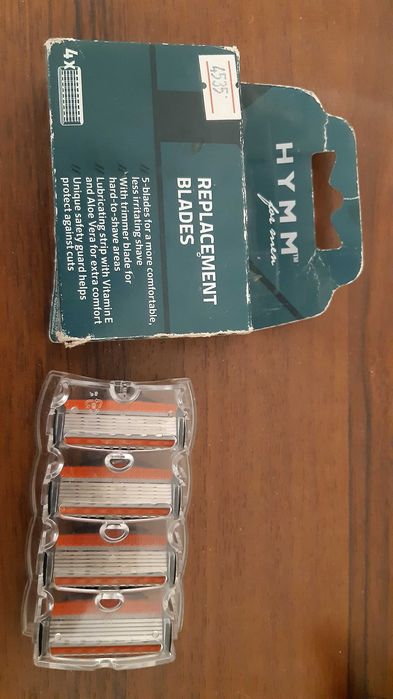 HYMM™
for men
REPLACEMENT
BLADES
// 5-blades for a more comfortable,
less irritating shave
// With trimmer blade for
hard-to-shave areas
// Lubricating strip with Vitamin E
and Aloe Vera for extra comfort
// Unique safety guard helps
protect against cuts
4x
4535